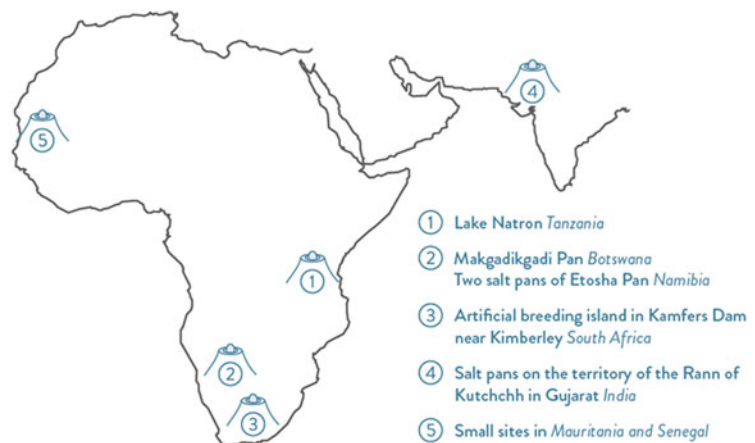 5
4
1
2
3
1 Lake Natron Tanzania
2 Makgadikgadi Pan Botswana
Two salt pans of Etosha Pan Namibia
3 Artificial breeding island in Kamfers Dam
near Kimberley South Africa
4 Salt pans on the territory of the Rann of
Kutchchh in Gujarat India
5 Small sites in Mauritania and Senegal